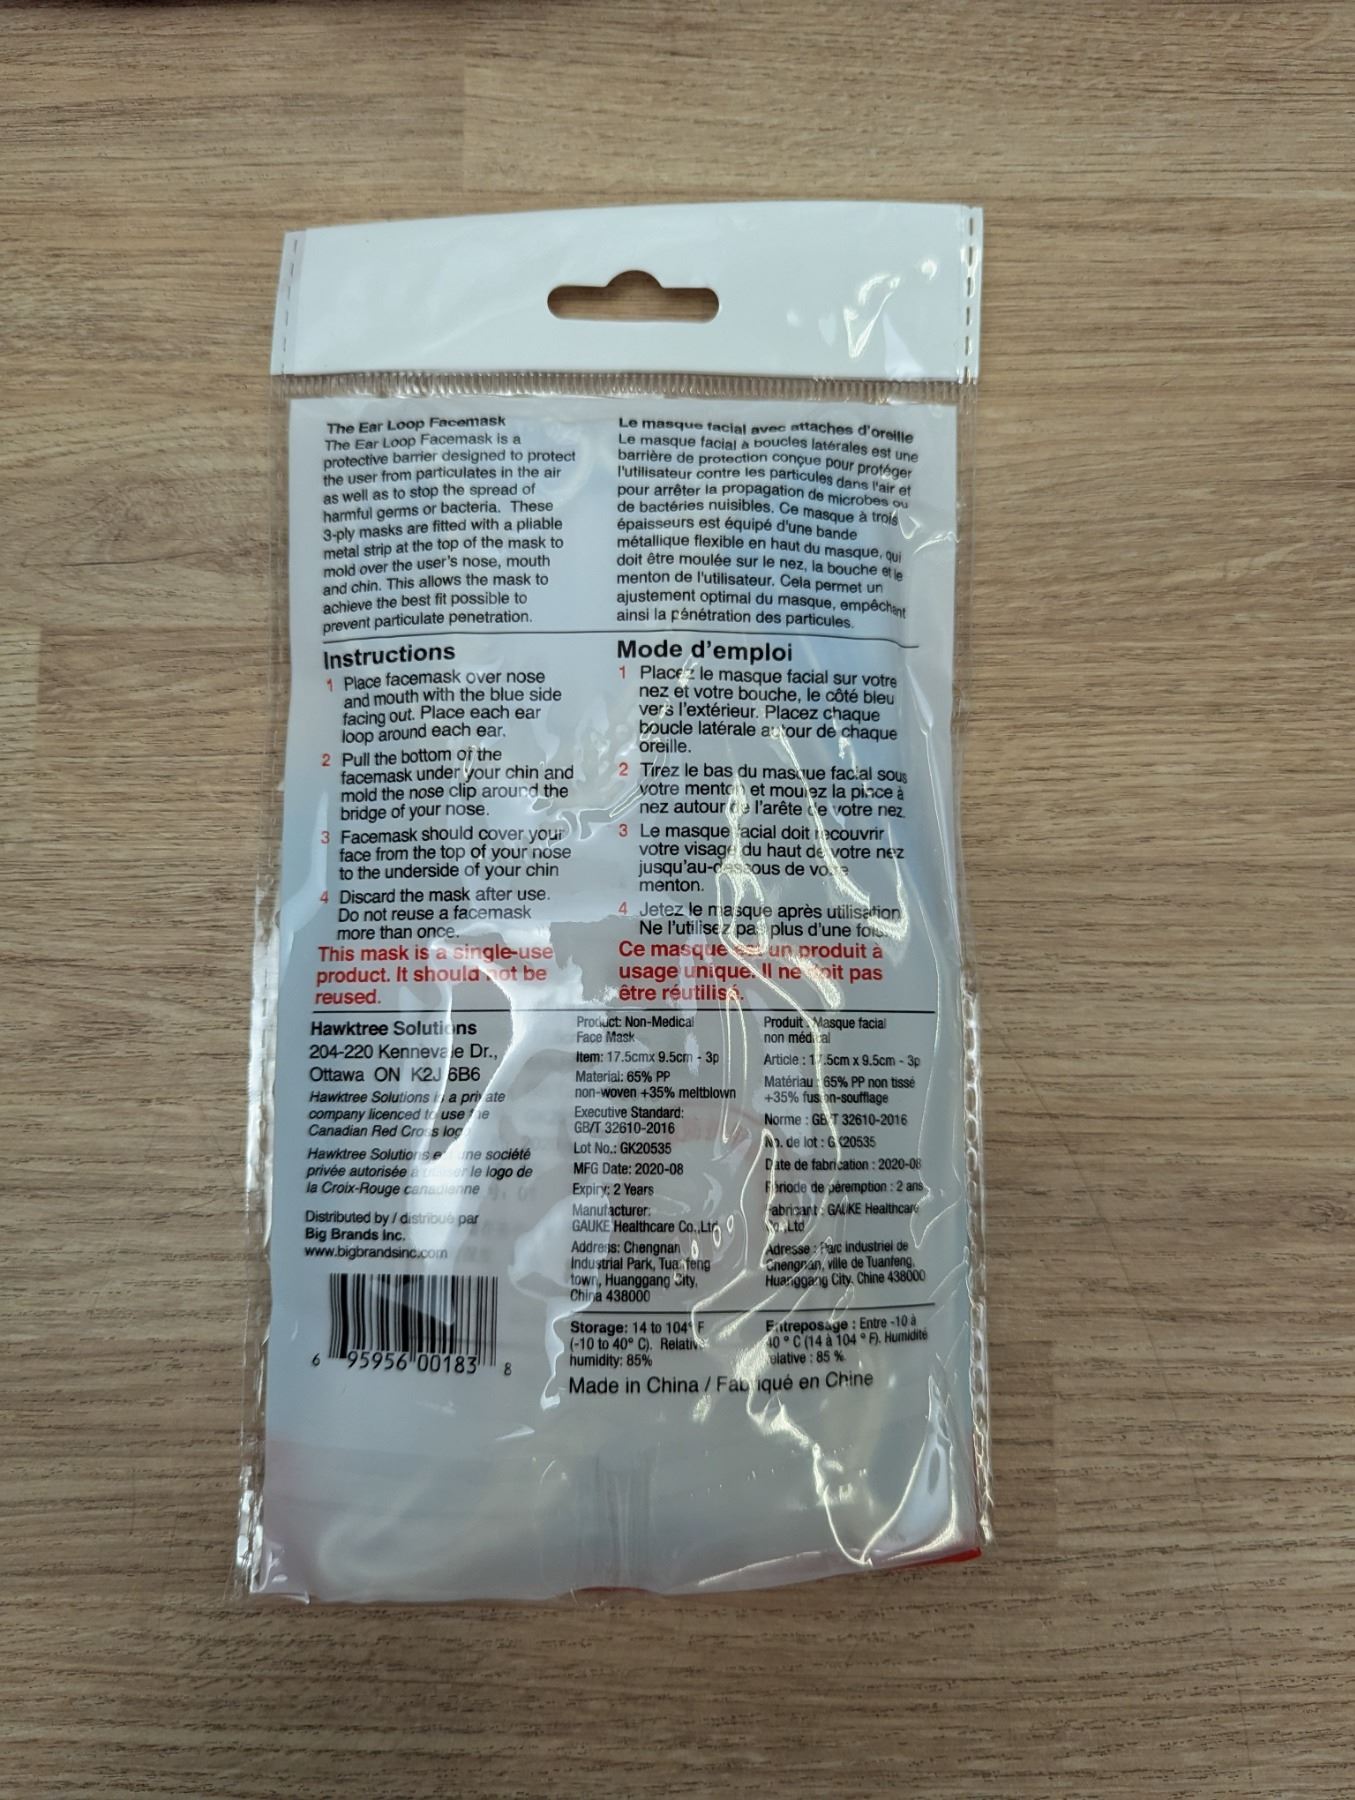 The Ear Loop Facemask
The Ear Loop Facemask is a
protective barrier designed to protect
the user from particulates in the air
as well as to stop the spread of
harmful germs or bacteria. These
3-ply masks are fitted with a pliable
metal strip at the top of the mask to
mold over the user's nose, mouth
and chin. This allows the mask to
achieve the best fit possible to
prevent particulate penetration.
Le masque facial avec attaches d'oreille
Le masque facial à boucles latérales est une
barrière de protection conçue pour protéger
l'utilisateur contre les particules dans l'air et
pour arrêter la propagation de microbes ou
de bactéries nuisibles. Ce masque à trois
épaisseurs est équipé d'une bande
métallique flexible en haut du masque, qui
doit être moulée sur le nez, la bouche et le
menton de l'utilisateur. Cela permet un
ajustement optimal du masque, empêchant
ainsi la pénétration des particules.
Instructions
1 Place facemask over nose
and mouth with the blue side
facing out. Place each ear
loop around each ear.
2 Pull the bottom of the
facemask under your chin and
mold the nose clip around the
bridge of your nose.
3 Facemask should cover your
face from the top of your nose
to the underside of your chin
4 Discard the mask after use.
Do not reuse a facemask
more than once.
This mask is a single-use
product. It should not be
reused.
Mode d'emploi
1 Placez le masque facial sur votre
nez et votre bouche, le côté bleu
vers l'extérieur. Placez chaque
boucle latérale autour de chaque
oreille.
2 Tirez le bas du masque facial sous
votre menton et moulez la pince à
nez autour de l'arête de votre nez.
3 Le masque facial doit recouvrir
votre visage du haut de votre nez
jusqu'au-dessous de votre
menton.
4 Jetez le masque après utilisation
Ne l'utilisez pas plus d'une fois.
Ce masque est un produit à
usage unique. Il ne doit pas
être réutilisé.
Hawktree Solutions
204-220 Kennevale Dr.,
Ottawa ON K2J 6B6
Hawktree Solutions is a private
company licenced to use the
Canadian Red Cross logo
Hawktree Solutions est une société
privée autorisée à utiliser le logo de
la Croix-Rouge canadienne
Distributed by / distribué par
Big Brands Inc.
www.bigbrandsinc.com
6 95956 00183 8
Product: Non-Medical
Face Mask
Item: 17.5cmx 9.5cm - 3p
Material: 65% PP
non-woven +35% meltblown
Executive Standard:
GB/T 32610-2016
Lot No.: GK20535
MFG Date: 2020-08
Expiry: 2 Years
Manufacturer:
GAUKE Healthcare Co.,Ltd
Address: Chengnan
Industrial Park, Tuanfeng
town, Huanggang City,
China 438000
Produit : Masque facial
non médical
Article : 17.5cm x 9.5cm - 3p
Matériau : 65% PP non tissé
+35% fusion-soufflage
Norme : GB/T 32610-2016
No. de lot : GK20535
Date de fabrication : 2020-08
Période de péremption : 2 ans
Fabricant : GAUKE Healthcare
Co.,Ltd
Adresse : Parc industriel de
Chengnan, ville de Tuanfeng,
Huanggang City. Chine 438000
Storage: 14 to 104° F
(-10 to 40° C). Relative
humidity: 85%
Entreposage : Entre -10 à
40 ° C (14 à 104 ° F). Humidité
relative : 85 %
Made in China / Fabriqué en Chine